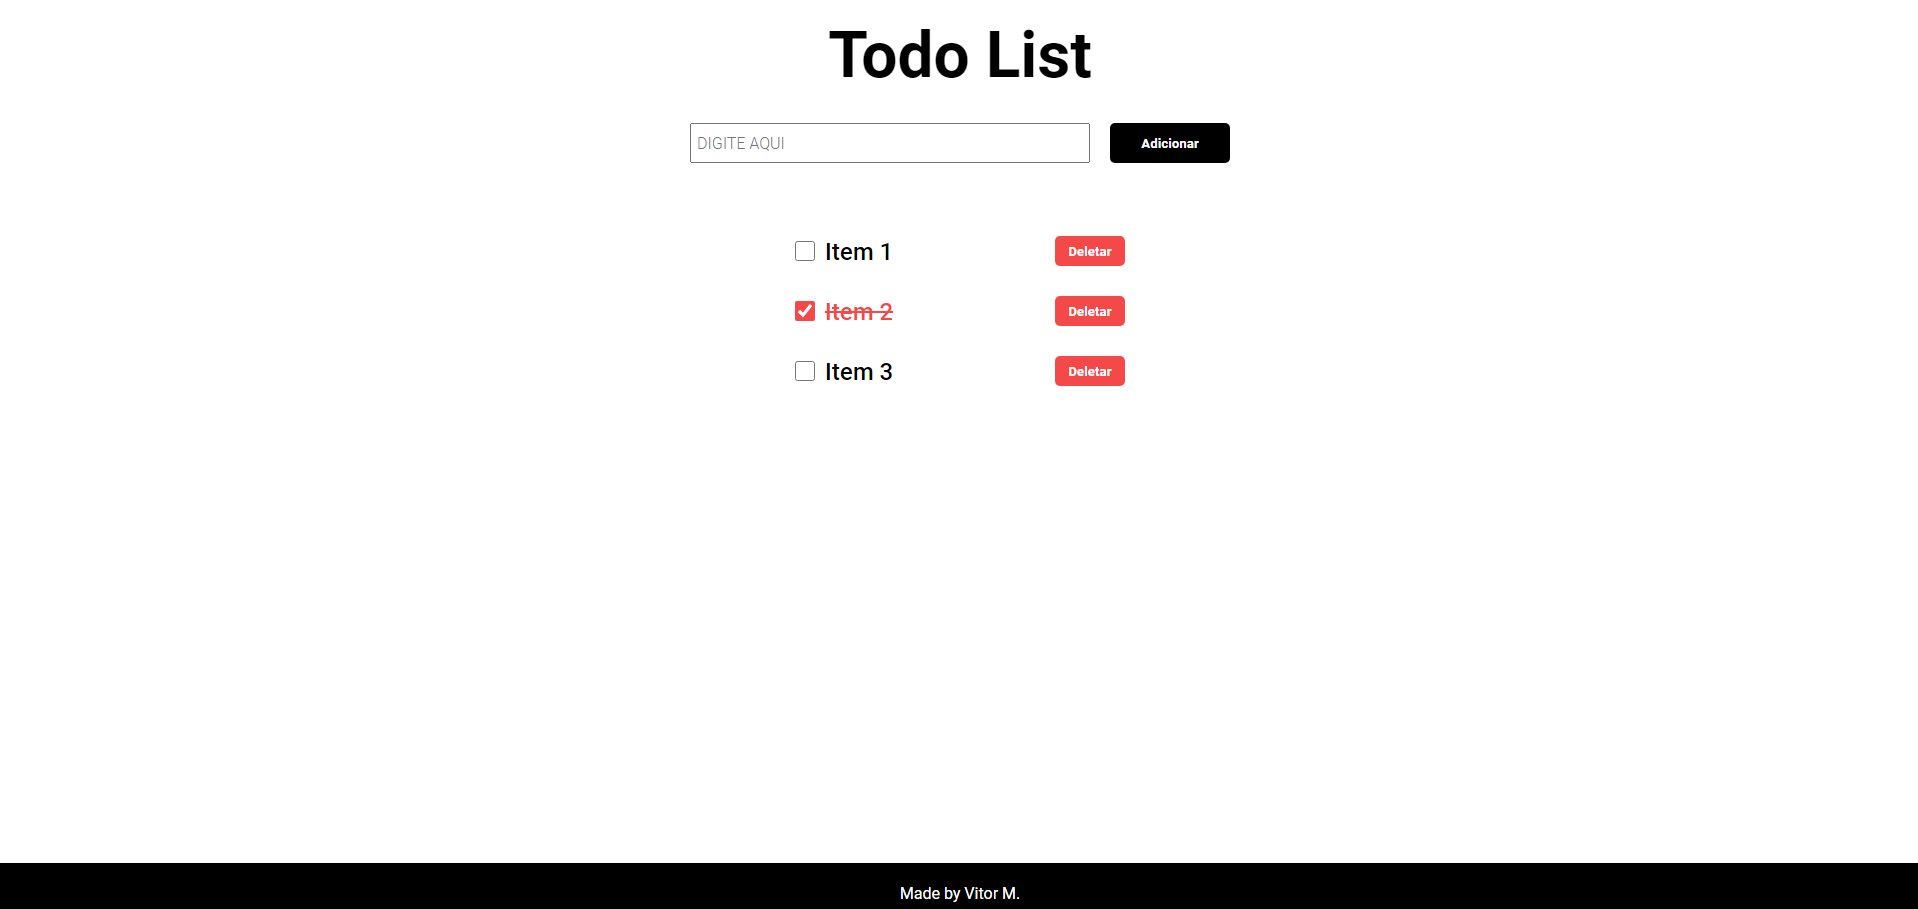 Todo List
DIGITE AQUI Adicionar
Item 1 Deletar
Item 2 Deletar
Item 3 Deletar
Made by Vitor M.